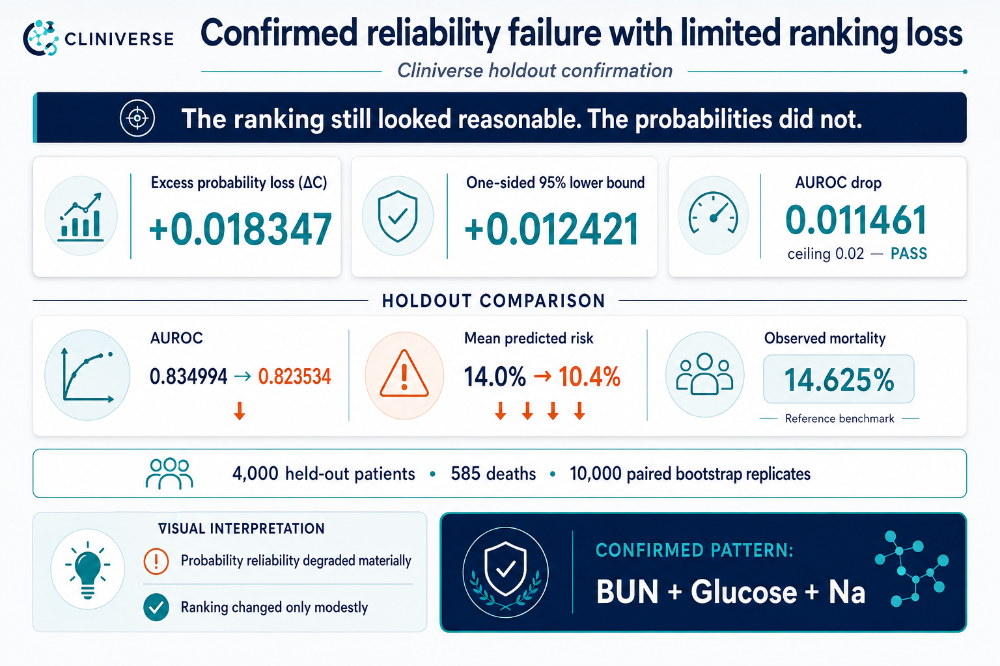 CLINIVERSE
Confirmed reliability failure with limited ranking loss
Cliniverse holdout confirmation
The ranking still looked reasonable. The probabilities did not.
Excess probability loss (ΔC)
+0.018347
One-sided 95% lower bound
+0.012421
AUROC drop
0.011461
ceiling 0.02 — PASS
HOLDOUT COMPARISON
AUROC
0.834994 → 0.823534
Mean predicted risk
14.0% → 10.4%
Observed mortality
14.625%
Reference benchmark
4,000 held-out patients • 585 deaths • 10,000 paired bootstrap replicates
VISUAL INTERPRETATION
Probability reliability degraded materially
Ranking changed only modestly
CONFIRMED PATTERN:
BUN + Glucose + Na